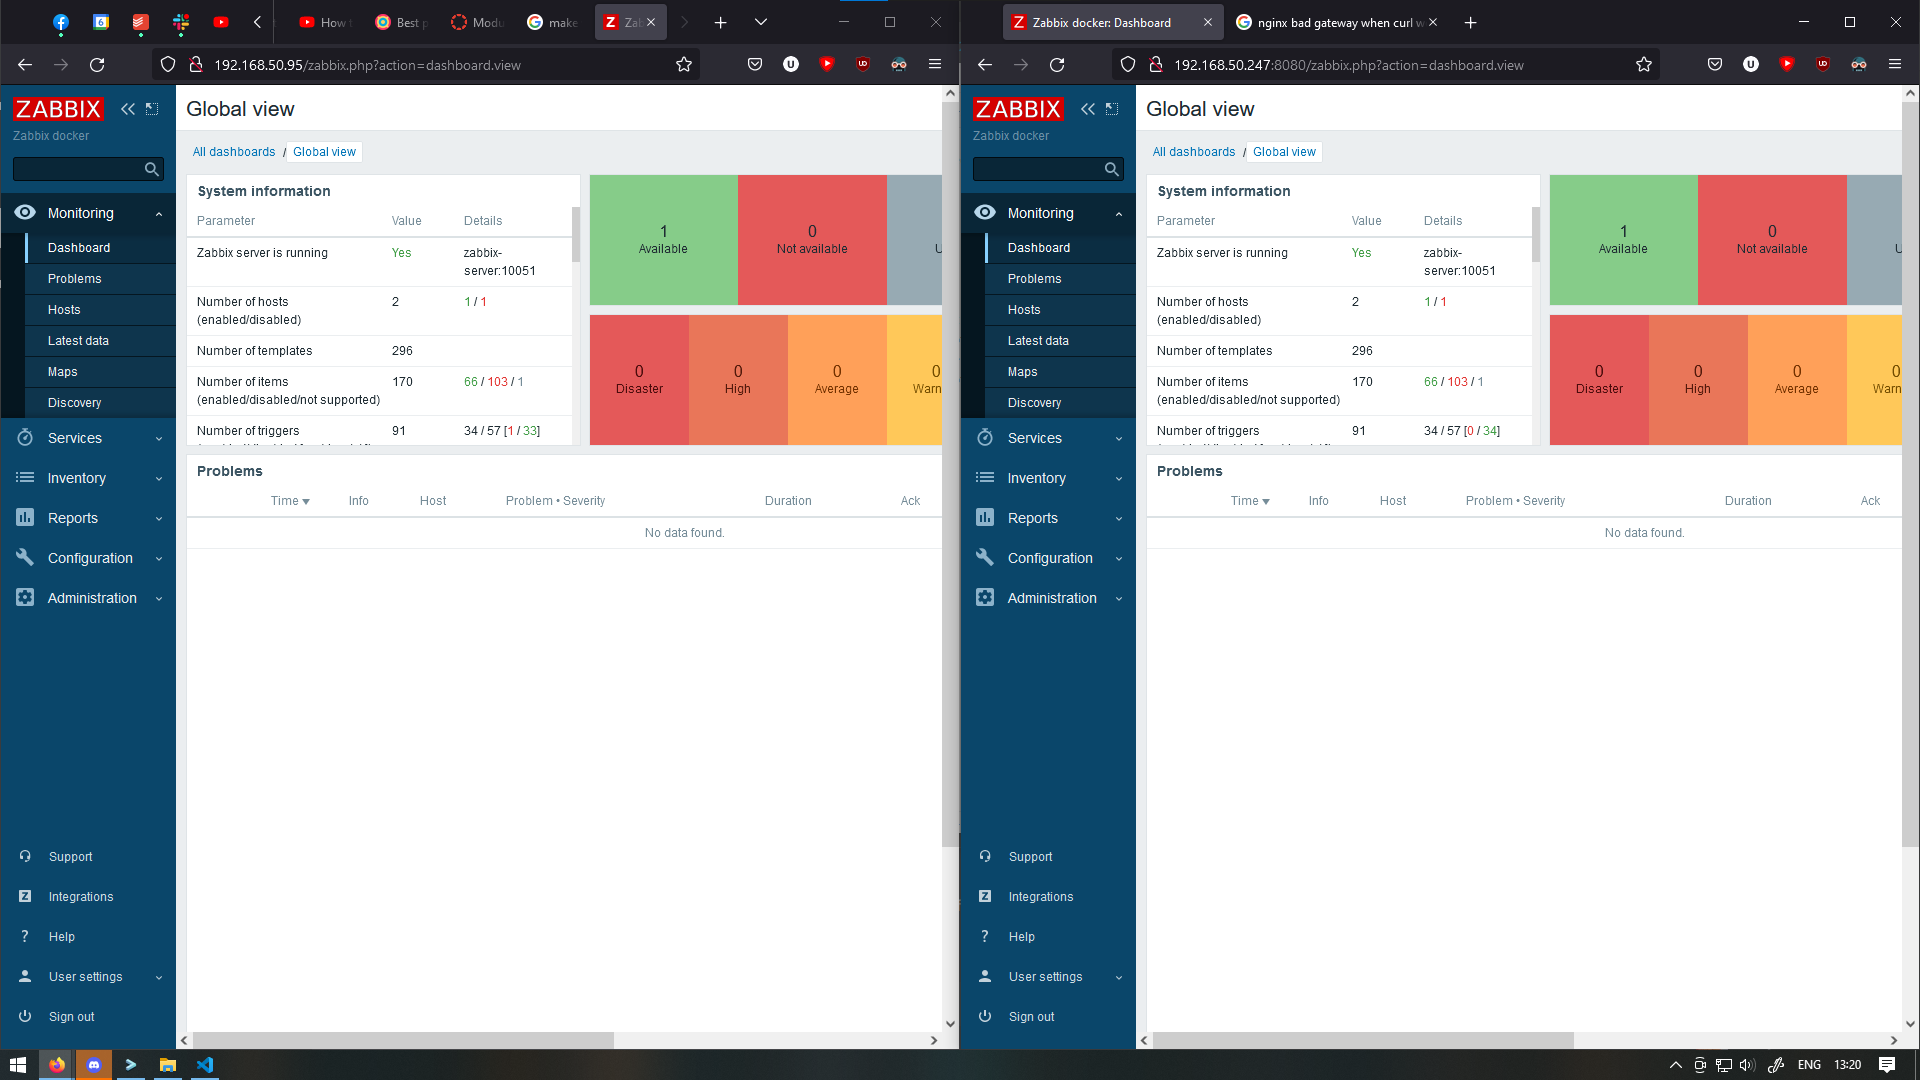 How
Best p
Modu
make
Zab
192.168.50.95/zabbix.php?action=dashboard.view
ZABBIX
Zabbix docker
Monitoring
Dashboard
Problems
Hosts
Latest data
Maps
Discovery
Services
Inventory
Reports
Configuration
Administration
Support
Integrations
Help
User settings
Sign out
Global view
All dashboards / Global view
System information
Parameter Value Details
Zabbix server is running Yes zabbix-
server:10051
Number of hosts 2 1 / 1
(enabled/disabled)
Number of templates 296
Number of items 170 66 / 103 / 1
(enabled/disabled/not supported)
Number of triggers 91 34 / 57 [1 / 33]
1 0
Available Not available U
0 0 0 0
Disaster High Average Warn
Problems
Time Info Host Problem • Severity Duration Ack
No data found.
Zabbix docker: Dashboard
nginx bad gateway when curl w
192.168.50.247:8080/zabbix.php?action=dashboard.view
ZABBIX
Zabbix docker
Monitoring
Dashboard
Problems
Hosts
Latest data
Maps
Discovery
Services
Inventory
Reports
Configuration
Administration
Support
Integrations
Help
User settings
Sign out
Global view
All dashboards / Global view
System information
Parameter Value Details
Zabbix server is running Yes zabbix-
server:10051
Number of hosts 2 1 / 1
(enabled/disabled)
Number of templates 296
Number of items 170 66 / 103 / 1
(enabled/disabled/not supported)
Number of triggers 91 34 / 57 [0 / 34]
1 0
Available Not available U
0 0 0 0
Disaster High Average Warn
Problems
Time Info Host Problem • Severity Duration Ack
No data found.
ENG 13:20